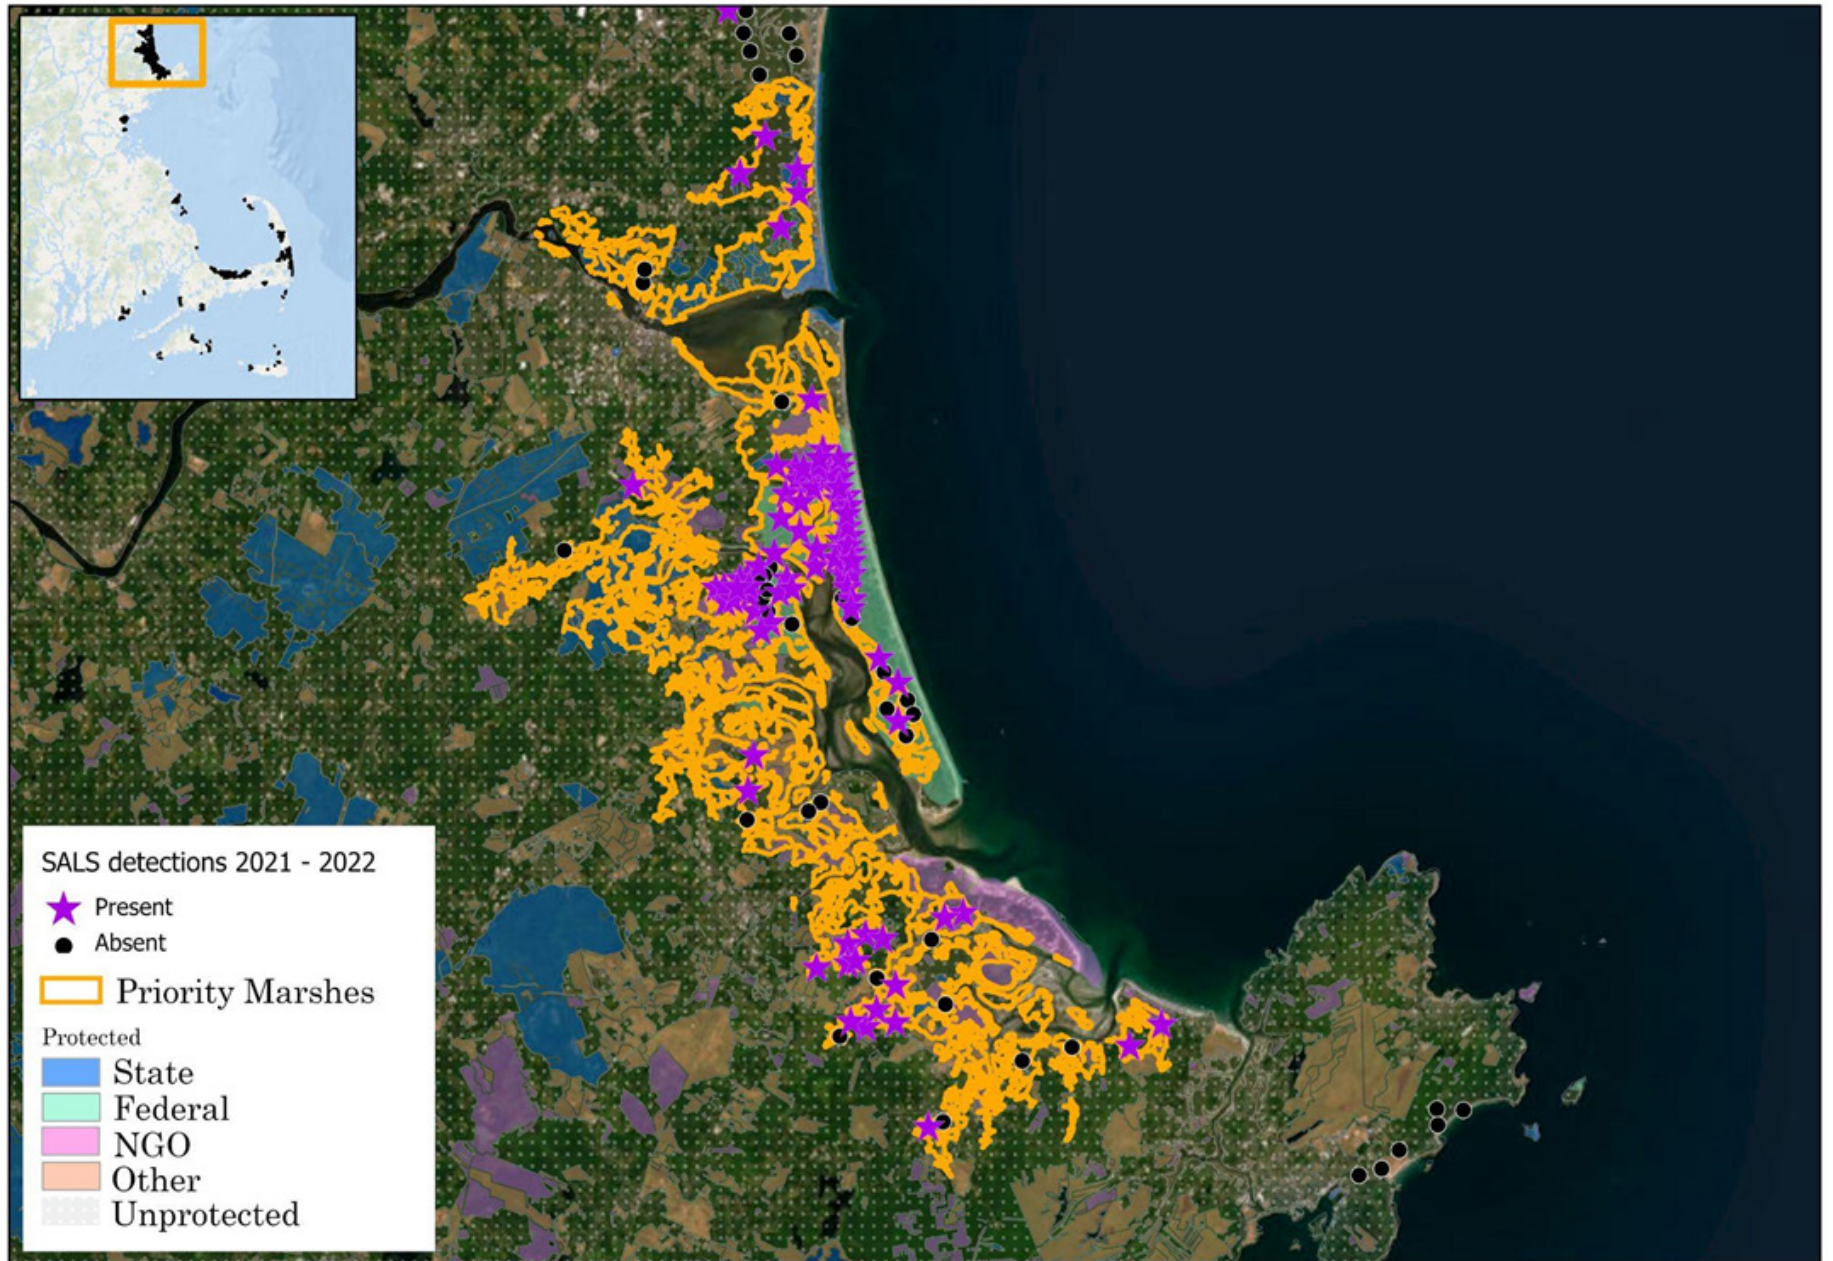 SALS detections 2021 - 2022
Present
Absent
Priority Marshes
Protected
State
Federal
NGO
Other
Unprotected